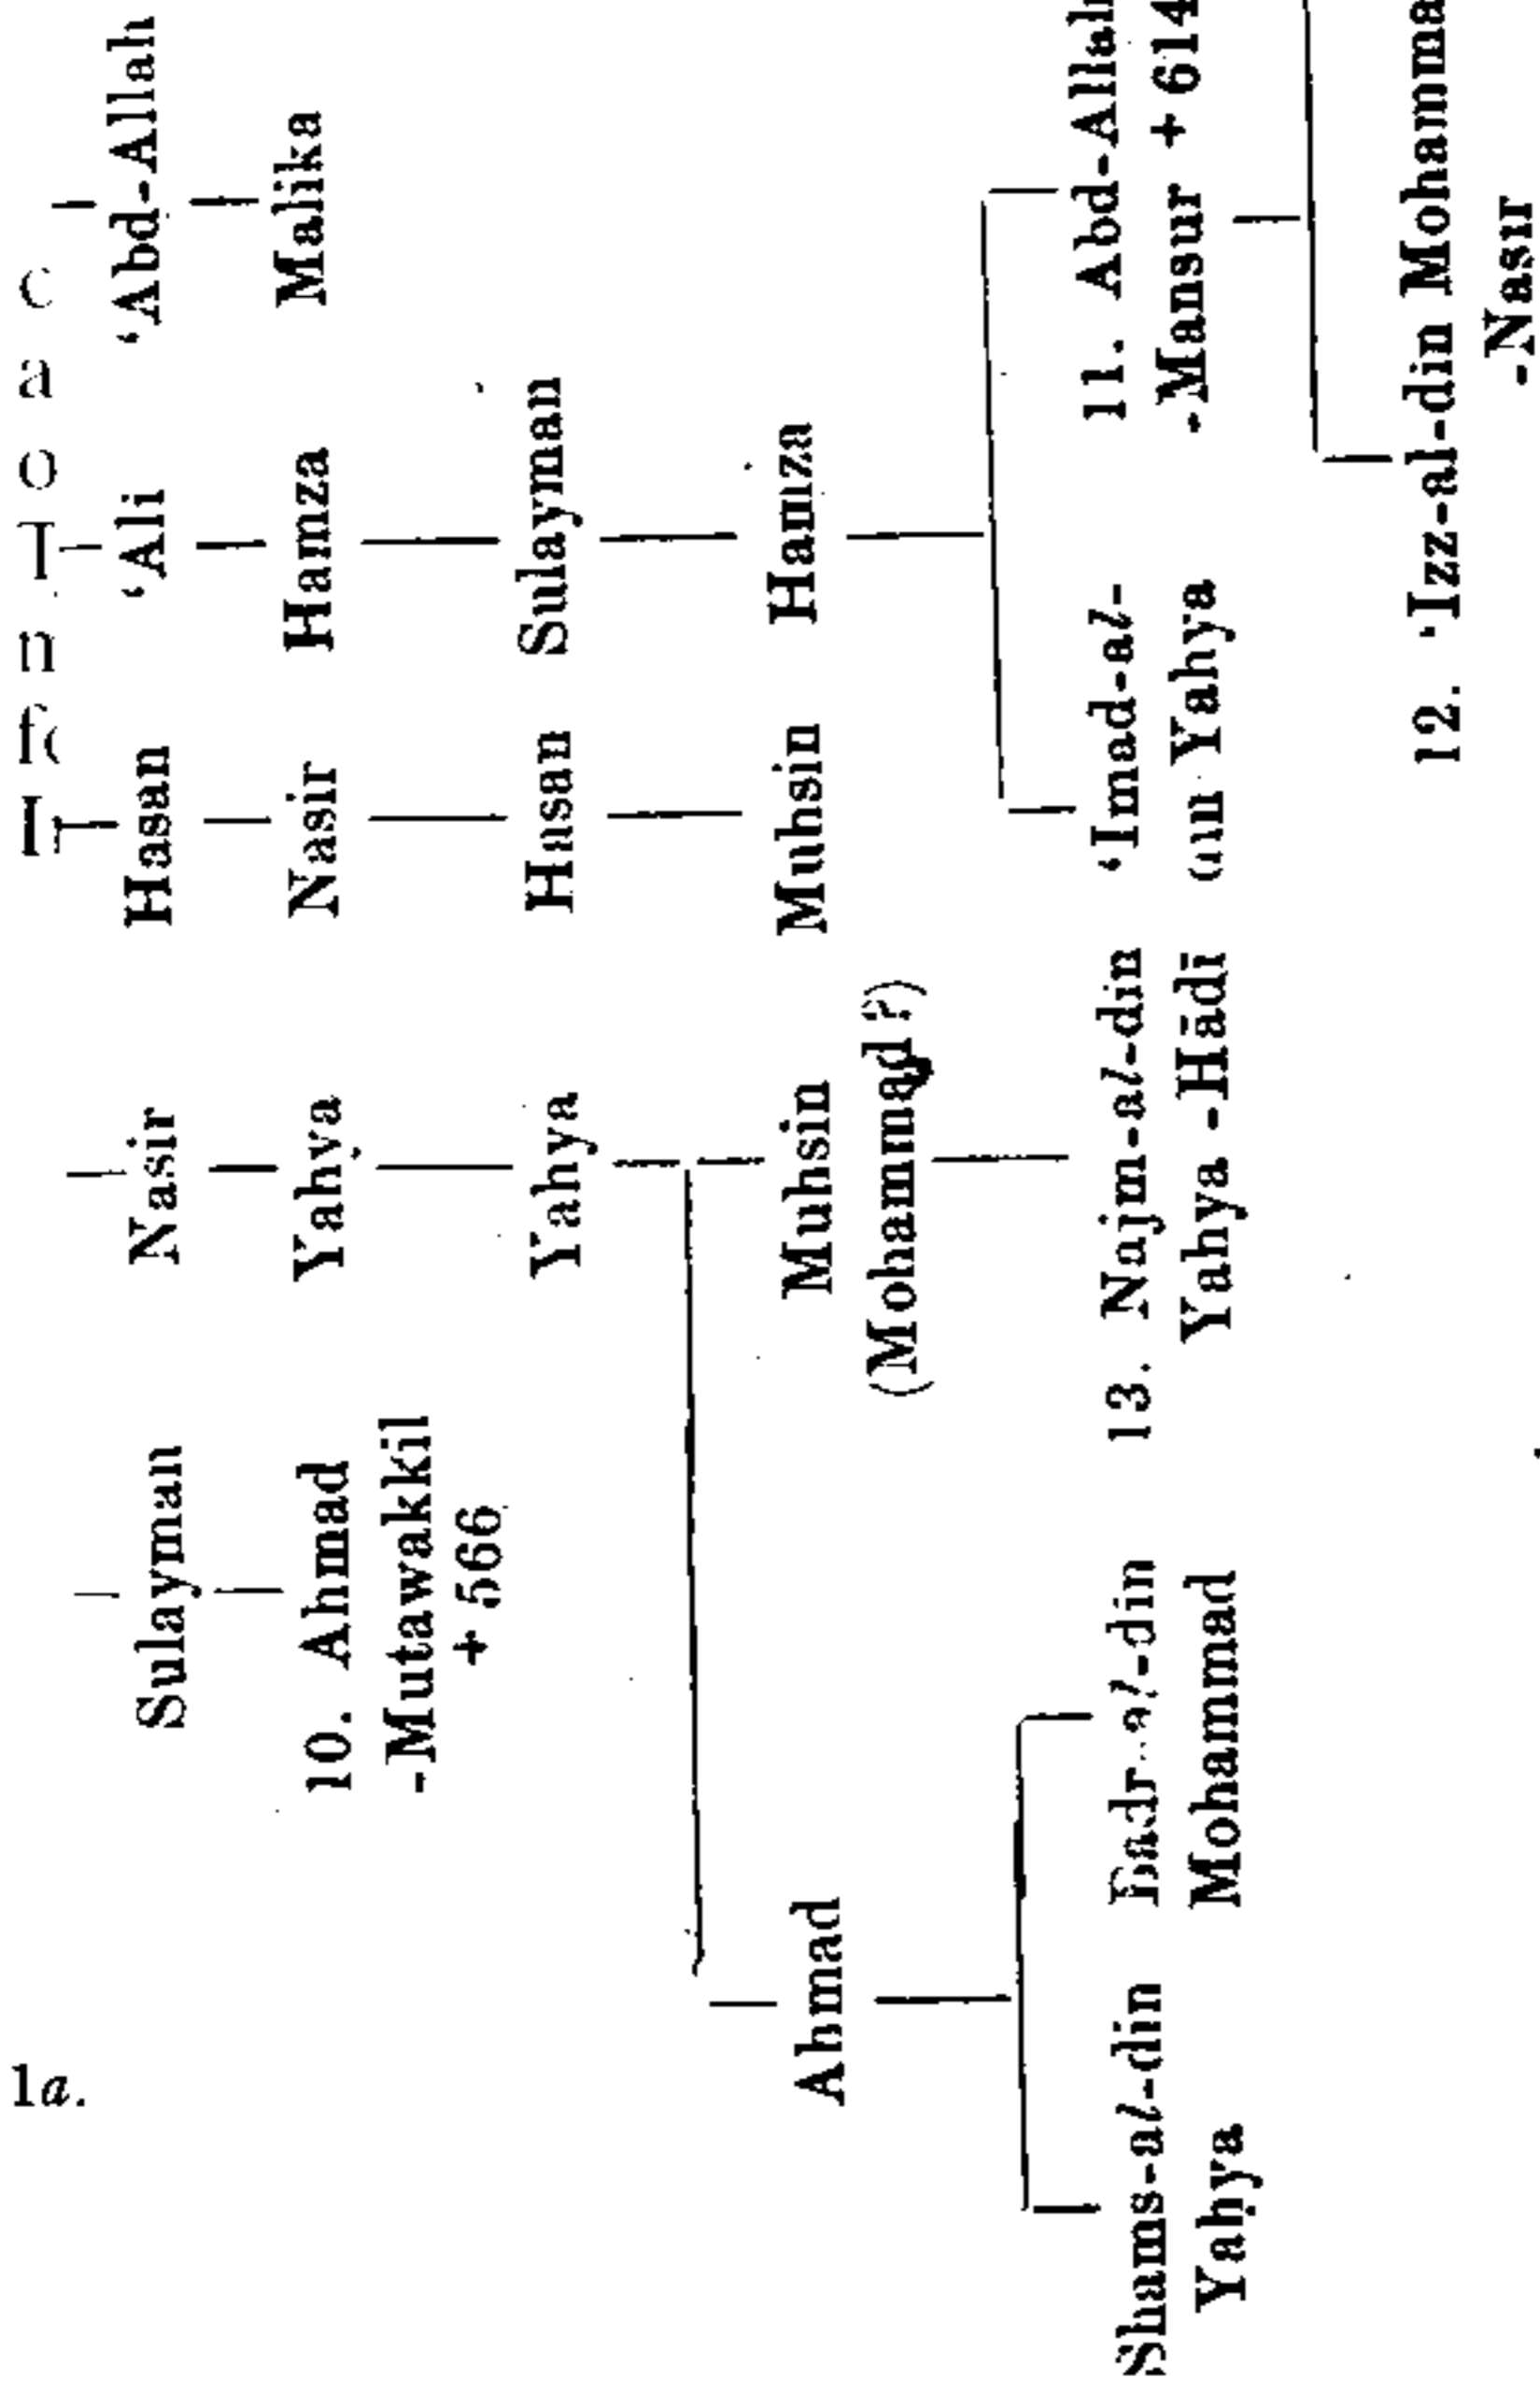 Sulayman
Nasir
Hasan
‘Ali
‘Abd-Allah
10. Ahmad
-Mutawakkil
+ 566
Yahya
Nasir
Hamza
Malika
Yahya
Hasan
Sulayman
Ahmad
Muhsin
(Mohammad?)
Muhsin
Hamza
Shams-al-din
Yahya
Badr-al-din
Mohammad
13. Najm-al-din
Yahya -Hādī
‘Imad-al-
Yahya
11. Abd-Allah
-Mansur + 614
12. ‘Izz-al-din
-Nasir
1a.